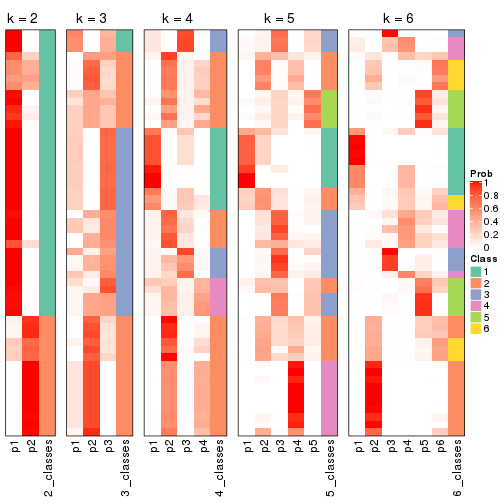 k = 2
k = 3
k = 4
k = 5
k = 6
p1
p2
2_classes
p1
p2
p3
3_classes
p1
p2
p3
p4
4_classes
p1
p2
p3
p4
p5
5_classes
p1
p2
p3
p4
p5
p6
6_classes
Prob
1
0.8
0.6
0.4
0.2
0
Class
1
2
3
4
5
6